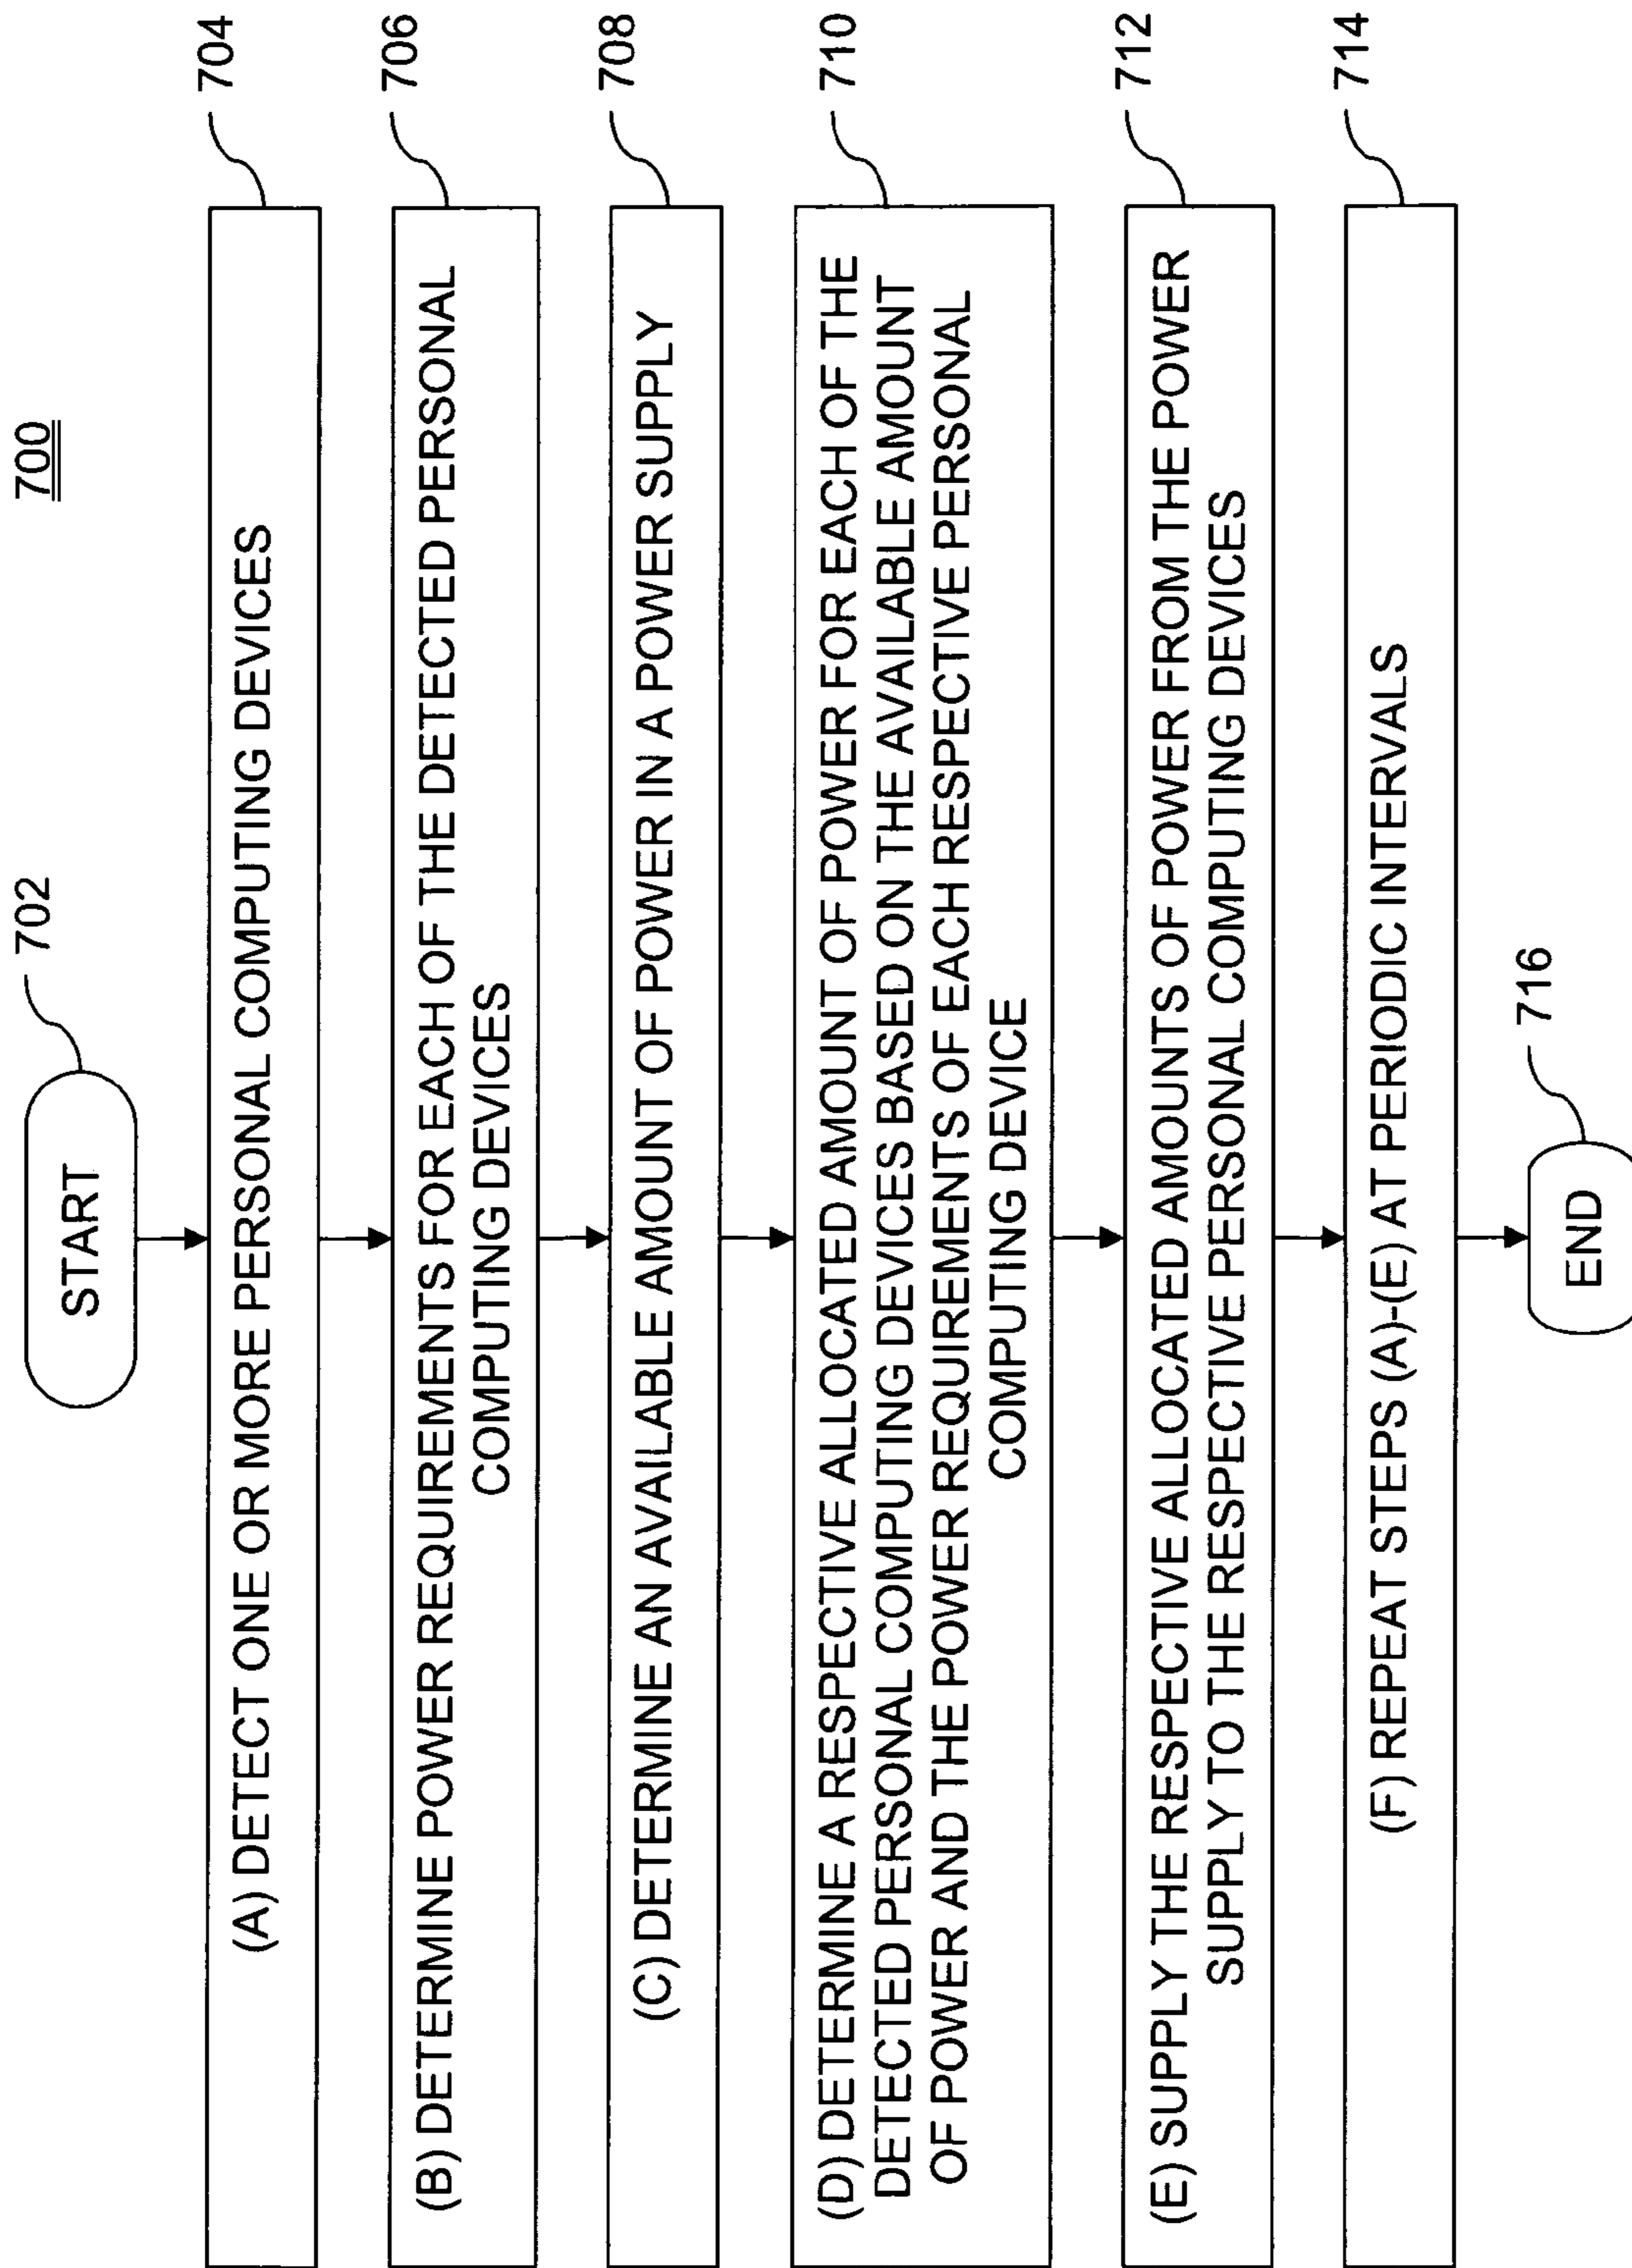 700
START
702
(A) DETECT ONE OR MORE PERSONAL COMPUTING DEVICES
704
(B) DETERMINE POWER REQUIREMENTS FOR EACH OF THE DETECTED PERSONAL
COMPUTING DEVICES
706
(C) DETERMINE AN AVAILABLE AMOUNT OF POWER IN A POWER SUPPLY
708
(D) DETERMINE A RESPECTIVE ALLOCATED AMOUNT OF POWER FOR EACH OF THE
DETECTED PERSONAL COMPUTING DEVICES BASED ON THE AVAILABLE AMOUNT
OF POWER AND THE POWER REQUIREMENTS OF EACH RESPECTIVE PERSONAL
COMPUTING DEVICE
710
(E) SUPPLY THE RESPECTIVE ALLOCATED AMOUNTS OF POWER FROM THE POWER
SUPPLY TO THE RESPECTIVE PERSONAL COMPUTING DEVICES
712
(F) REPEAT STEPS (A)-(E) AT PERIODIC INTERVALS
714
END
716